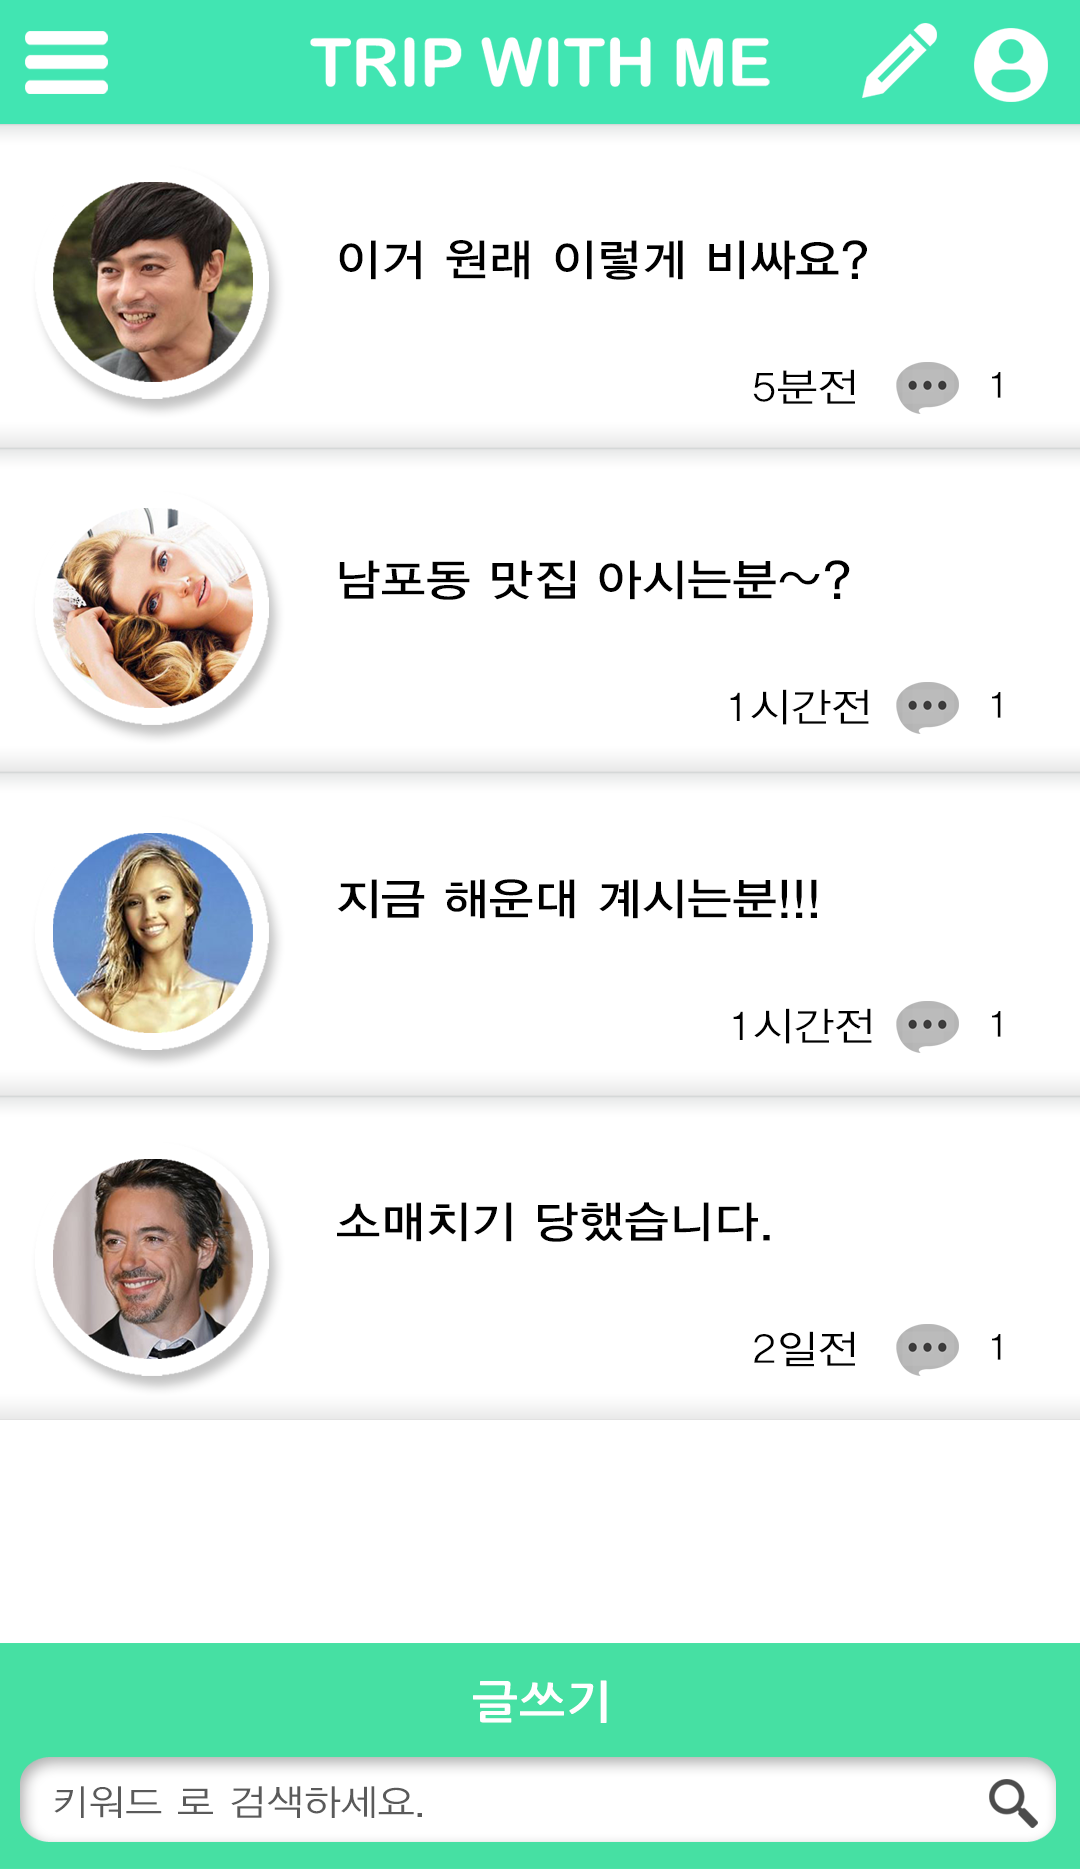 TRIP WITH ME
이거 원래 이렇게 비싸요?
5분전 1
남포동 맛집 아시는분~?
1시간전 1
지금 해운대 계시는분!!!
1시간전 1
소매치기 당했습니다.
2일전 1
글쓰기
키워드 로 검색하세요.